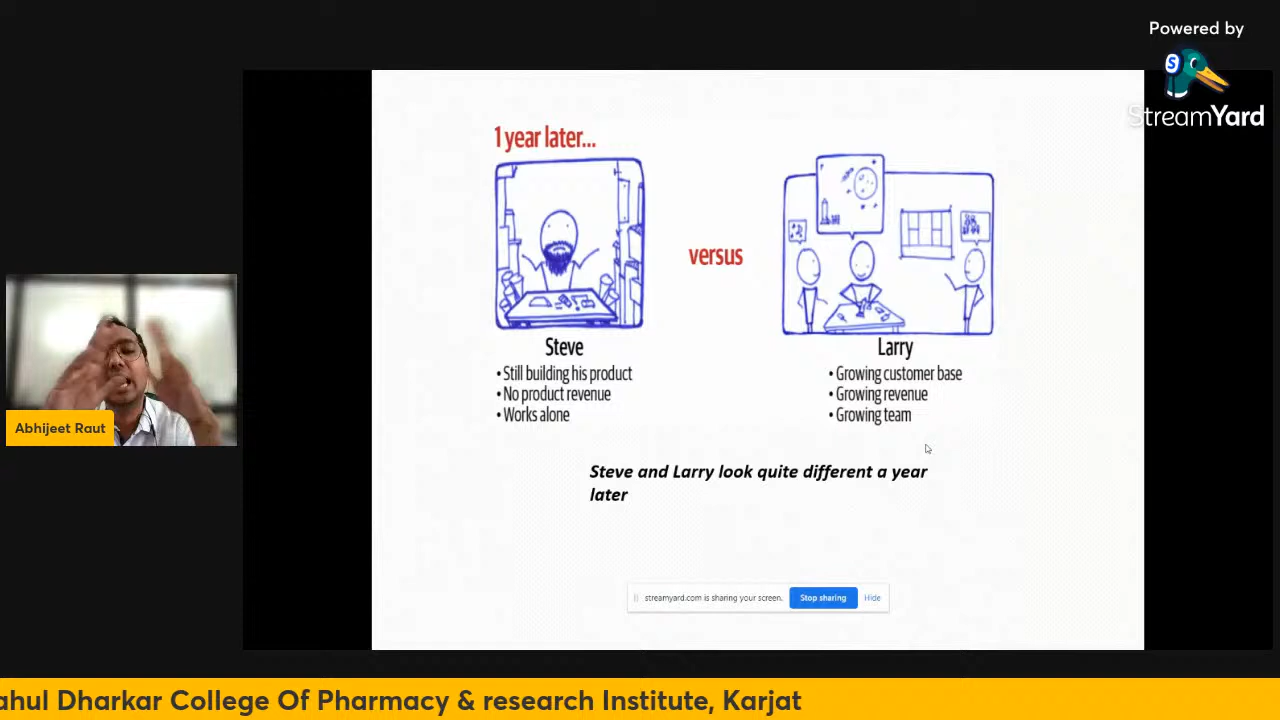 Powered by
S
StreamYard
1 year later...
versus
Steve
• Still building his product
• No product revenue
• Works alone
Larry
• Growing customer base
• Growing revenue
• Growing team
Steve and Larry look quite different a year
later
Abhijeet Raut
streamyard.com is sharing your screen.
Stop sharing
Hide
ahul Dharkar College Of Pharmacy & research Institute, Karjat